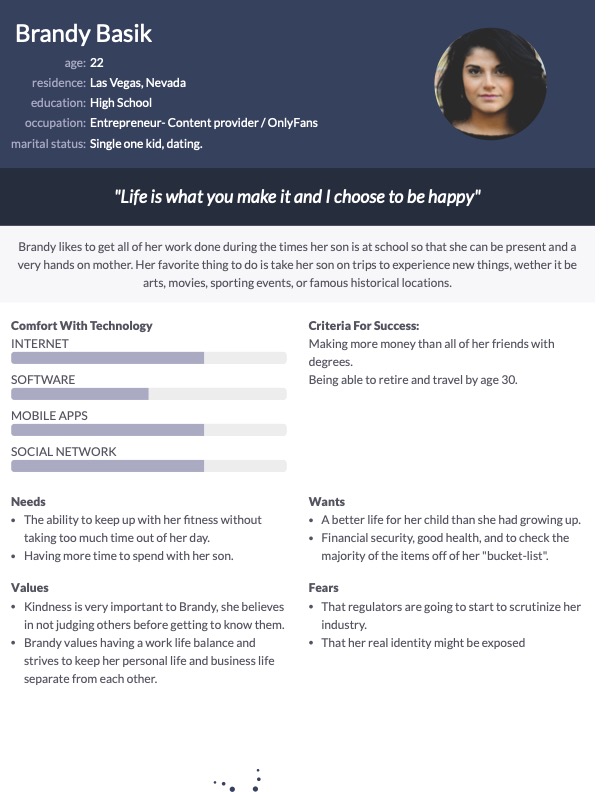 Brandy Basik
age: 22
residence: Las Vegas, Nevada
education: High School
occupation: Entrepreneur- Content provider / OnlyFans
marital status: Single one kid, dating.
"Life is what you make it and I choose to be happy"
Brandy likes to get all of her work done during the times her son is at school so that she can be present and a
very hands on mother. Her favorite thing to do is take her son on trips to experience new things, wether it be
arts, movies, sporting events, or famous historical locations.
Comfort With Technology
INTERNET
SOFTWARE
MOBILE APPS
SOCIAL NETWORK
Criteria For Success:
Making more money than all of her friends with
degrees.
Being able to retire and travel by age 30.
Needs
• The ability to keep up with her fitness without
taking too much time out of her day.
• Having more time to spend with her son.
Wants
• A better life for her child than she had growing up.
• Financial security, good health, and to check the
majority of the items off of her "bucket-list".
Values
• Kindness is very important to Brandy, she believes
in not judging others before getting to know them.
• Brandy values having a work life balance and
strives to keep her personal life and business life
separate from each other.
Fears
• That regulators are going to start to scrutinize her
industry.
• That her real identity might be exposed